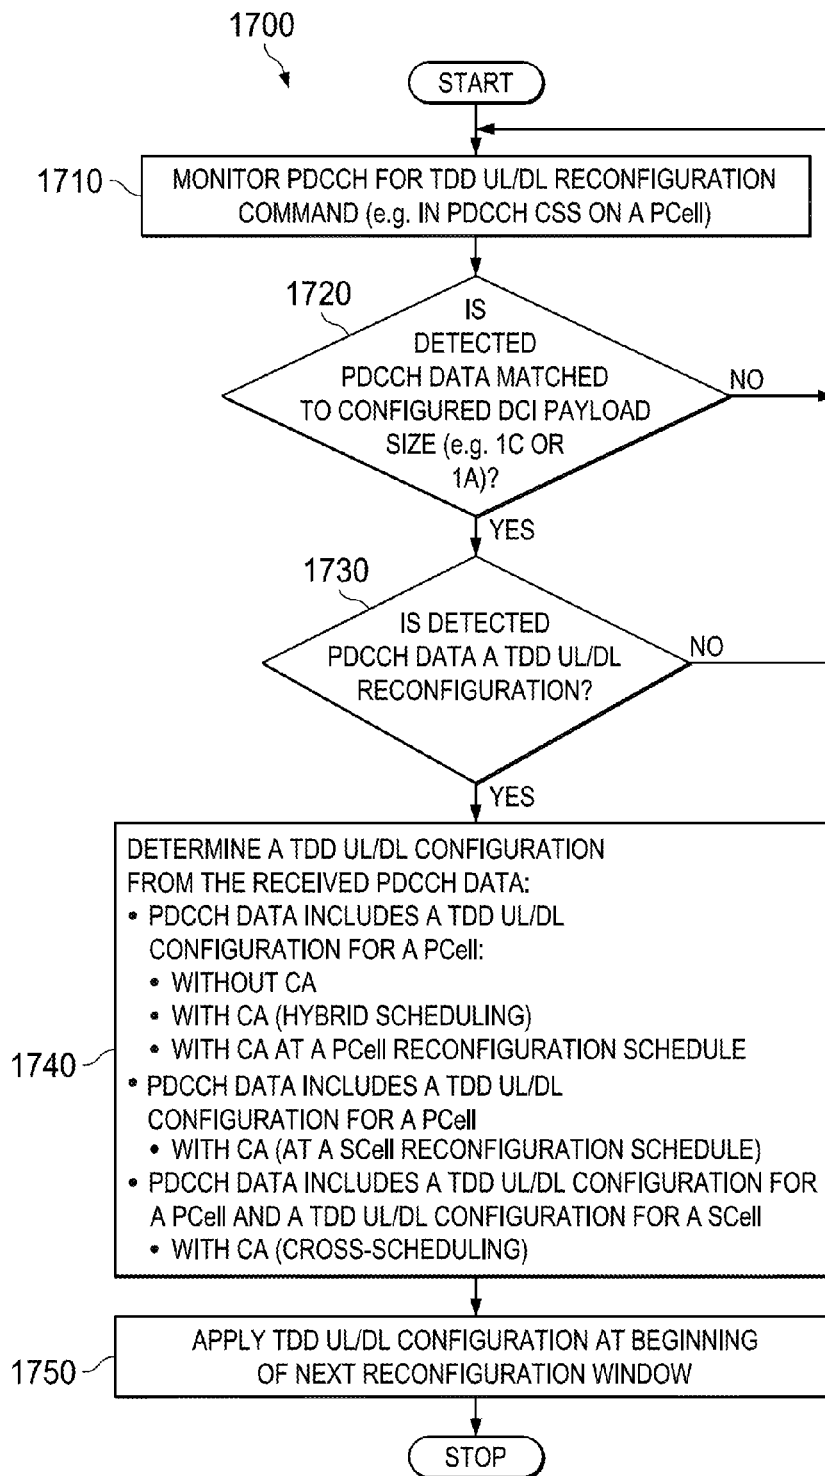 1700
START
1710
MONITOR PDCCH FOR TDD UL/DL RECONFIGURATION
COMMAND (e.g. IN PDCCH CSS ON A PCell)
1720
IS
DETECTED
PDCCH DATA MATCHED
TO CONFIGURED DCI PAYLOAD
SIZE (e.g. 1C OR
1A)?
NO
YES
1730
IS DETECTED
PDCCH DATA A TDD UL/DL
RECONFIGURATION?
NO
YES
1740
DETERMINE A TDD UL/DL CONFIGURATION
FROM THE RECEIVED PDCCH DATA:
• PDCCH DATA INCLUDES A TDD UL/DL
CONFIGURATION FOR A PCell:
• WITHOUT CA
• WITH CA (HYBRID SCHEDULING)
• WITH CA AT A PCell RECONFIGURATION SCHEDULE
• PDCCH DATA INCLUDES A TDD UL/DL
CONFIGURATION FOR A PCell
• WITH CA (AT A SCell RECONFIGURATION SCHEDULE)
• PDCCH DATA INCLUDES A TDD UL/DL CONFIGURATION FOR
A PCell AND A TDD UL/DL CONFIGURATION FOR A SCell
• WITH CA (CROSS-SCHEDULING)
1750
APPLY TDD UL/DL CONFIGURATION AT BEGINNING
OF NEXT RECONFIGURATION WINDOW
STOP